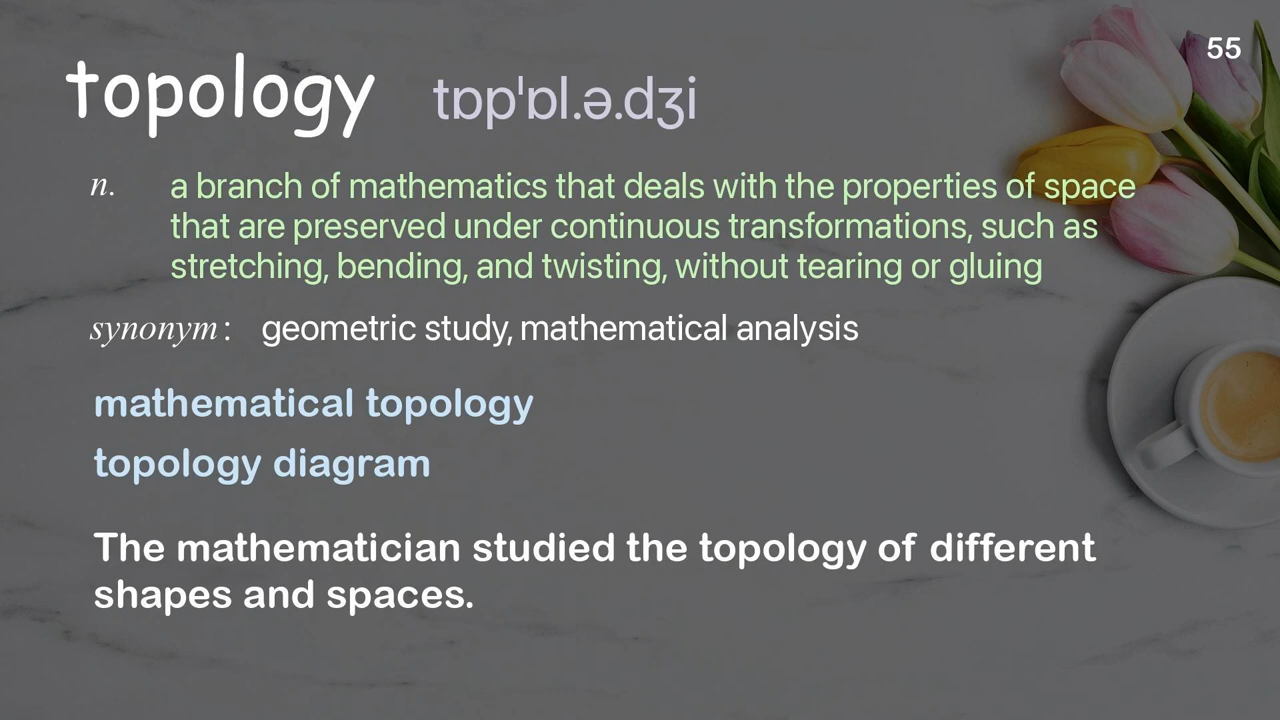 55
topology tɒpˈɒl.ə.dʒi
n. a branch of mathematics that deals with the properties of space
that are preserved under continuous transformations, such as
stretching, bending, and twisting, without tearing or gluing
synonym: geometric study, mathematical analysis
mathematical topology
topology diagram
The mathematician studied the topology of different
shapes and spaces.